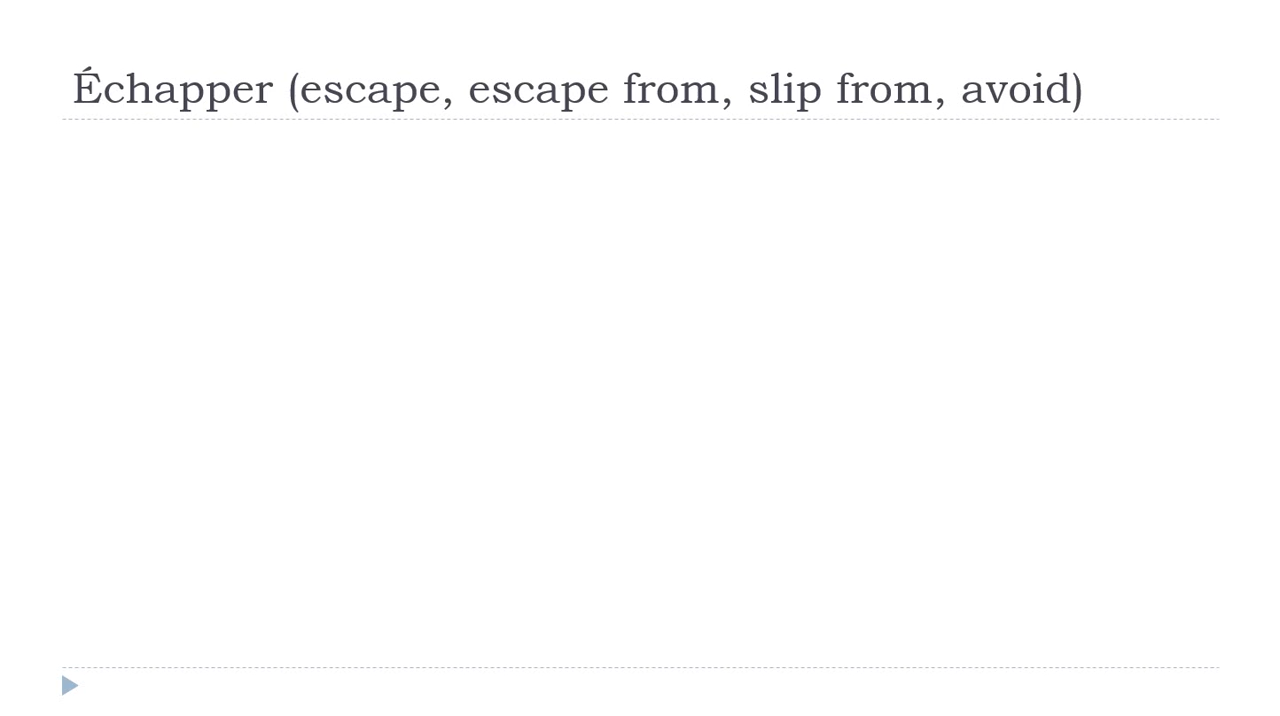 Échapper (escape, escape from, slip from, avoid)